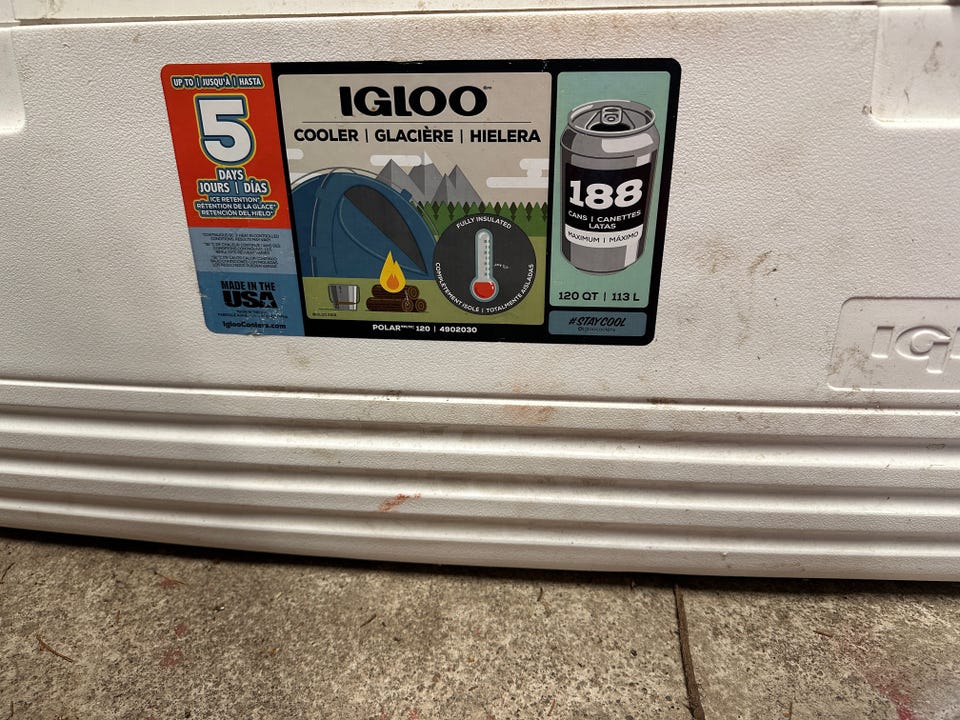 UP TO | JUSQU'À | HASTA
5
DAYS
JOURS | DÍAS
ICE RETENTION*
RÉTENTION DE LA GLACE*
RETENCIÓN DEL HIELO*
MADE IN THE
USA
IglooCoolers.com
IGLOO
COOLER | GLACIÈRE | HIELERA
FULLY INSULATED
COMPLÈTEMENT ISOLÉ | TOTALMENTE AISLADAS
POLAR 120 | 4902030
188
CANS | CANETTES
LATAS
MAXIMUM | MÁXIMO
120 QT | 113 L
#STAYCOOL